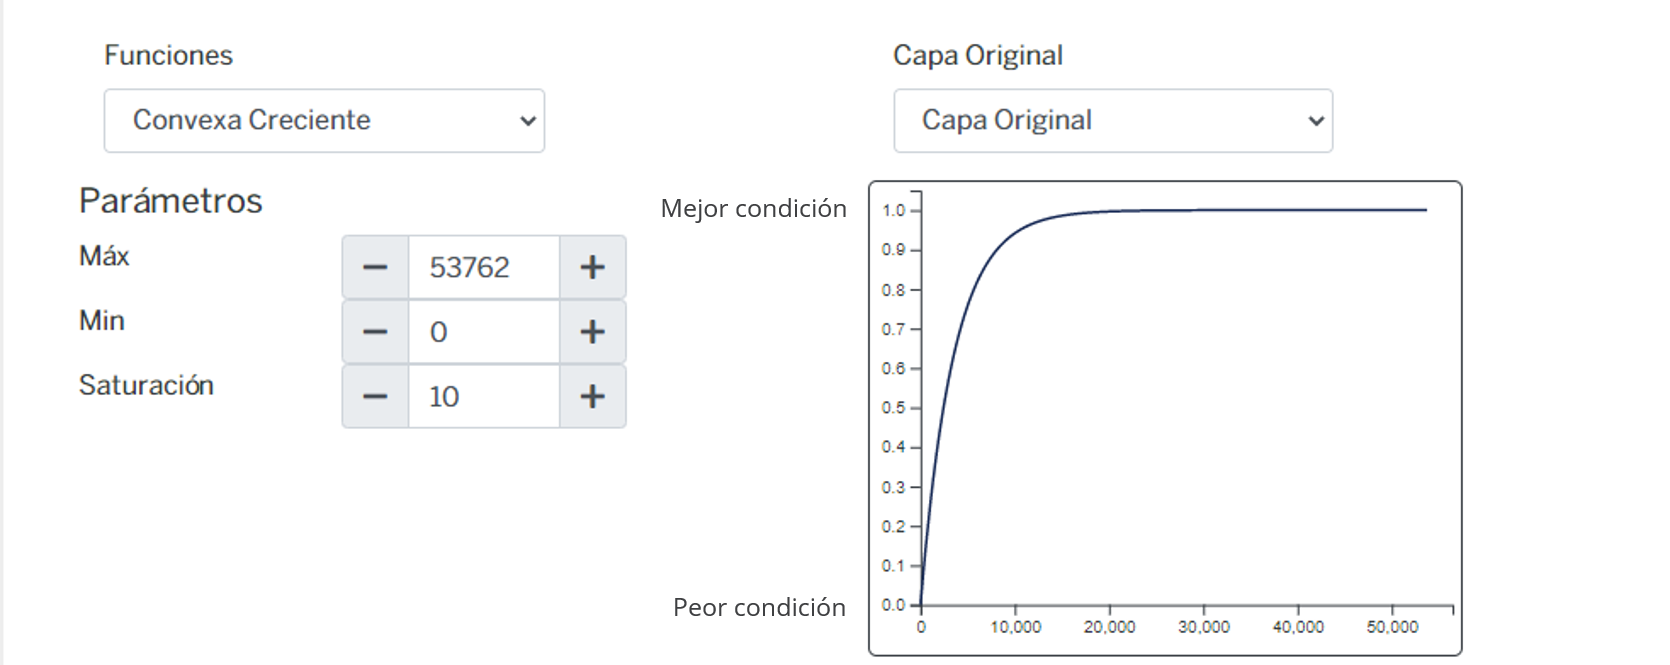 Funciones
Convexa Creciente
Parámetros
Máx
− 53762 +
Min
− 0 +
Saturación
− 10 +
Capa Original
Capa Original
Mejor condición
Peor condición
1.0
0.9
0.8
0.7
0.6
0.5
0.4
0.3
0.2
0.1
0.0
0 10,000 20,000 30,000 40,000 50,000